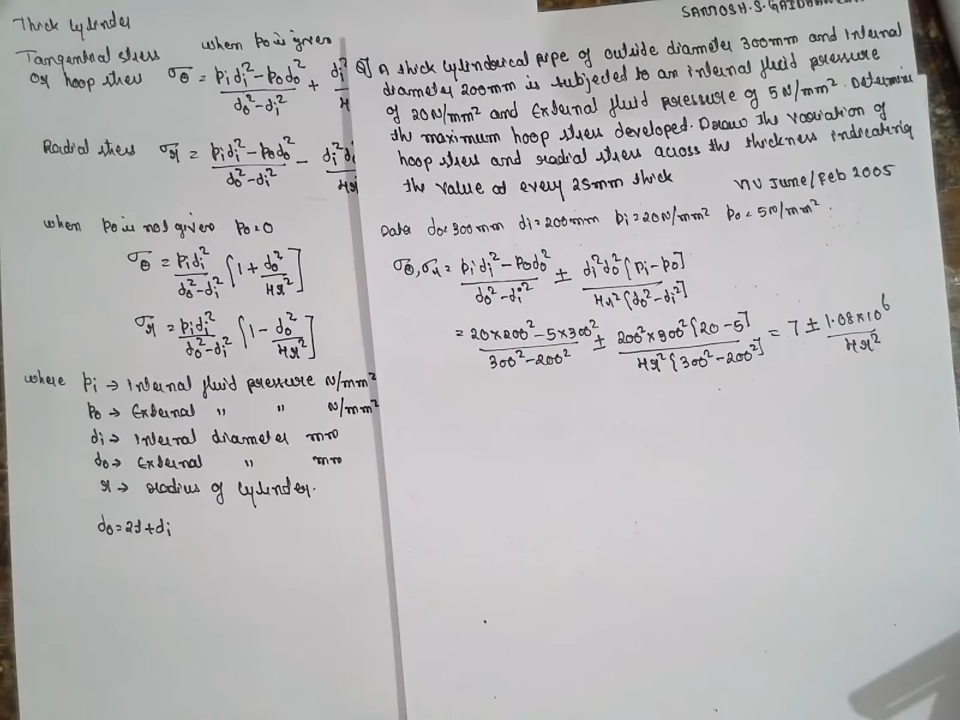 Thick cylinder
Tangential stress when Po is given
Or hoop stress σθ = Pidi² - Podo² / do² - di² + di²
Radial stress σr = Pidi² - Podo² / do² - di² - di²do² / 4r²
when Po is not given Po = 0
σθ = Pidi² / do² - di² [1 + do² / 4r²]
σr = Pidi² / do² - di² [1 - do² / 4r²]
where Pi → Internal fluid pressure N/mm²
Po → External " " N/mm²
di → Internal diameter mm
do → External " mm
r → radius of cylinder.
do = 2t + di
SANTOSH.S.
Q] A thick cylinderical pipe of outside diameter 300mm and Internal
diameter 200mm is subjected to an internal fluid pressure
of 20N/mm² and External fluid pressure of 5N/mm². Determine
the maximum hoop stress developed. Draw the variation of
hoop stress and radial stress across the thickness indicating
the value at every 25mm thick VTU June/Feb 2005
Data do = 300mm di = 200mm Pi = 20N/mm² Po = 5N/mm².
σθ, σr = Pidi² - Podo² / do² - di² ± di²do² [Pi - Po] / 4r² [do² - di²]
= 20×200² - 5×300² / 300² - 200² ± 200²×300² [20 - 5] / 4r² [300² - 200²] = 7 ± 1.08×10⁶ / 4r²